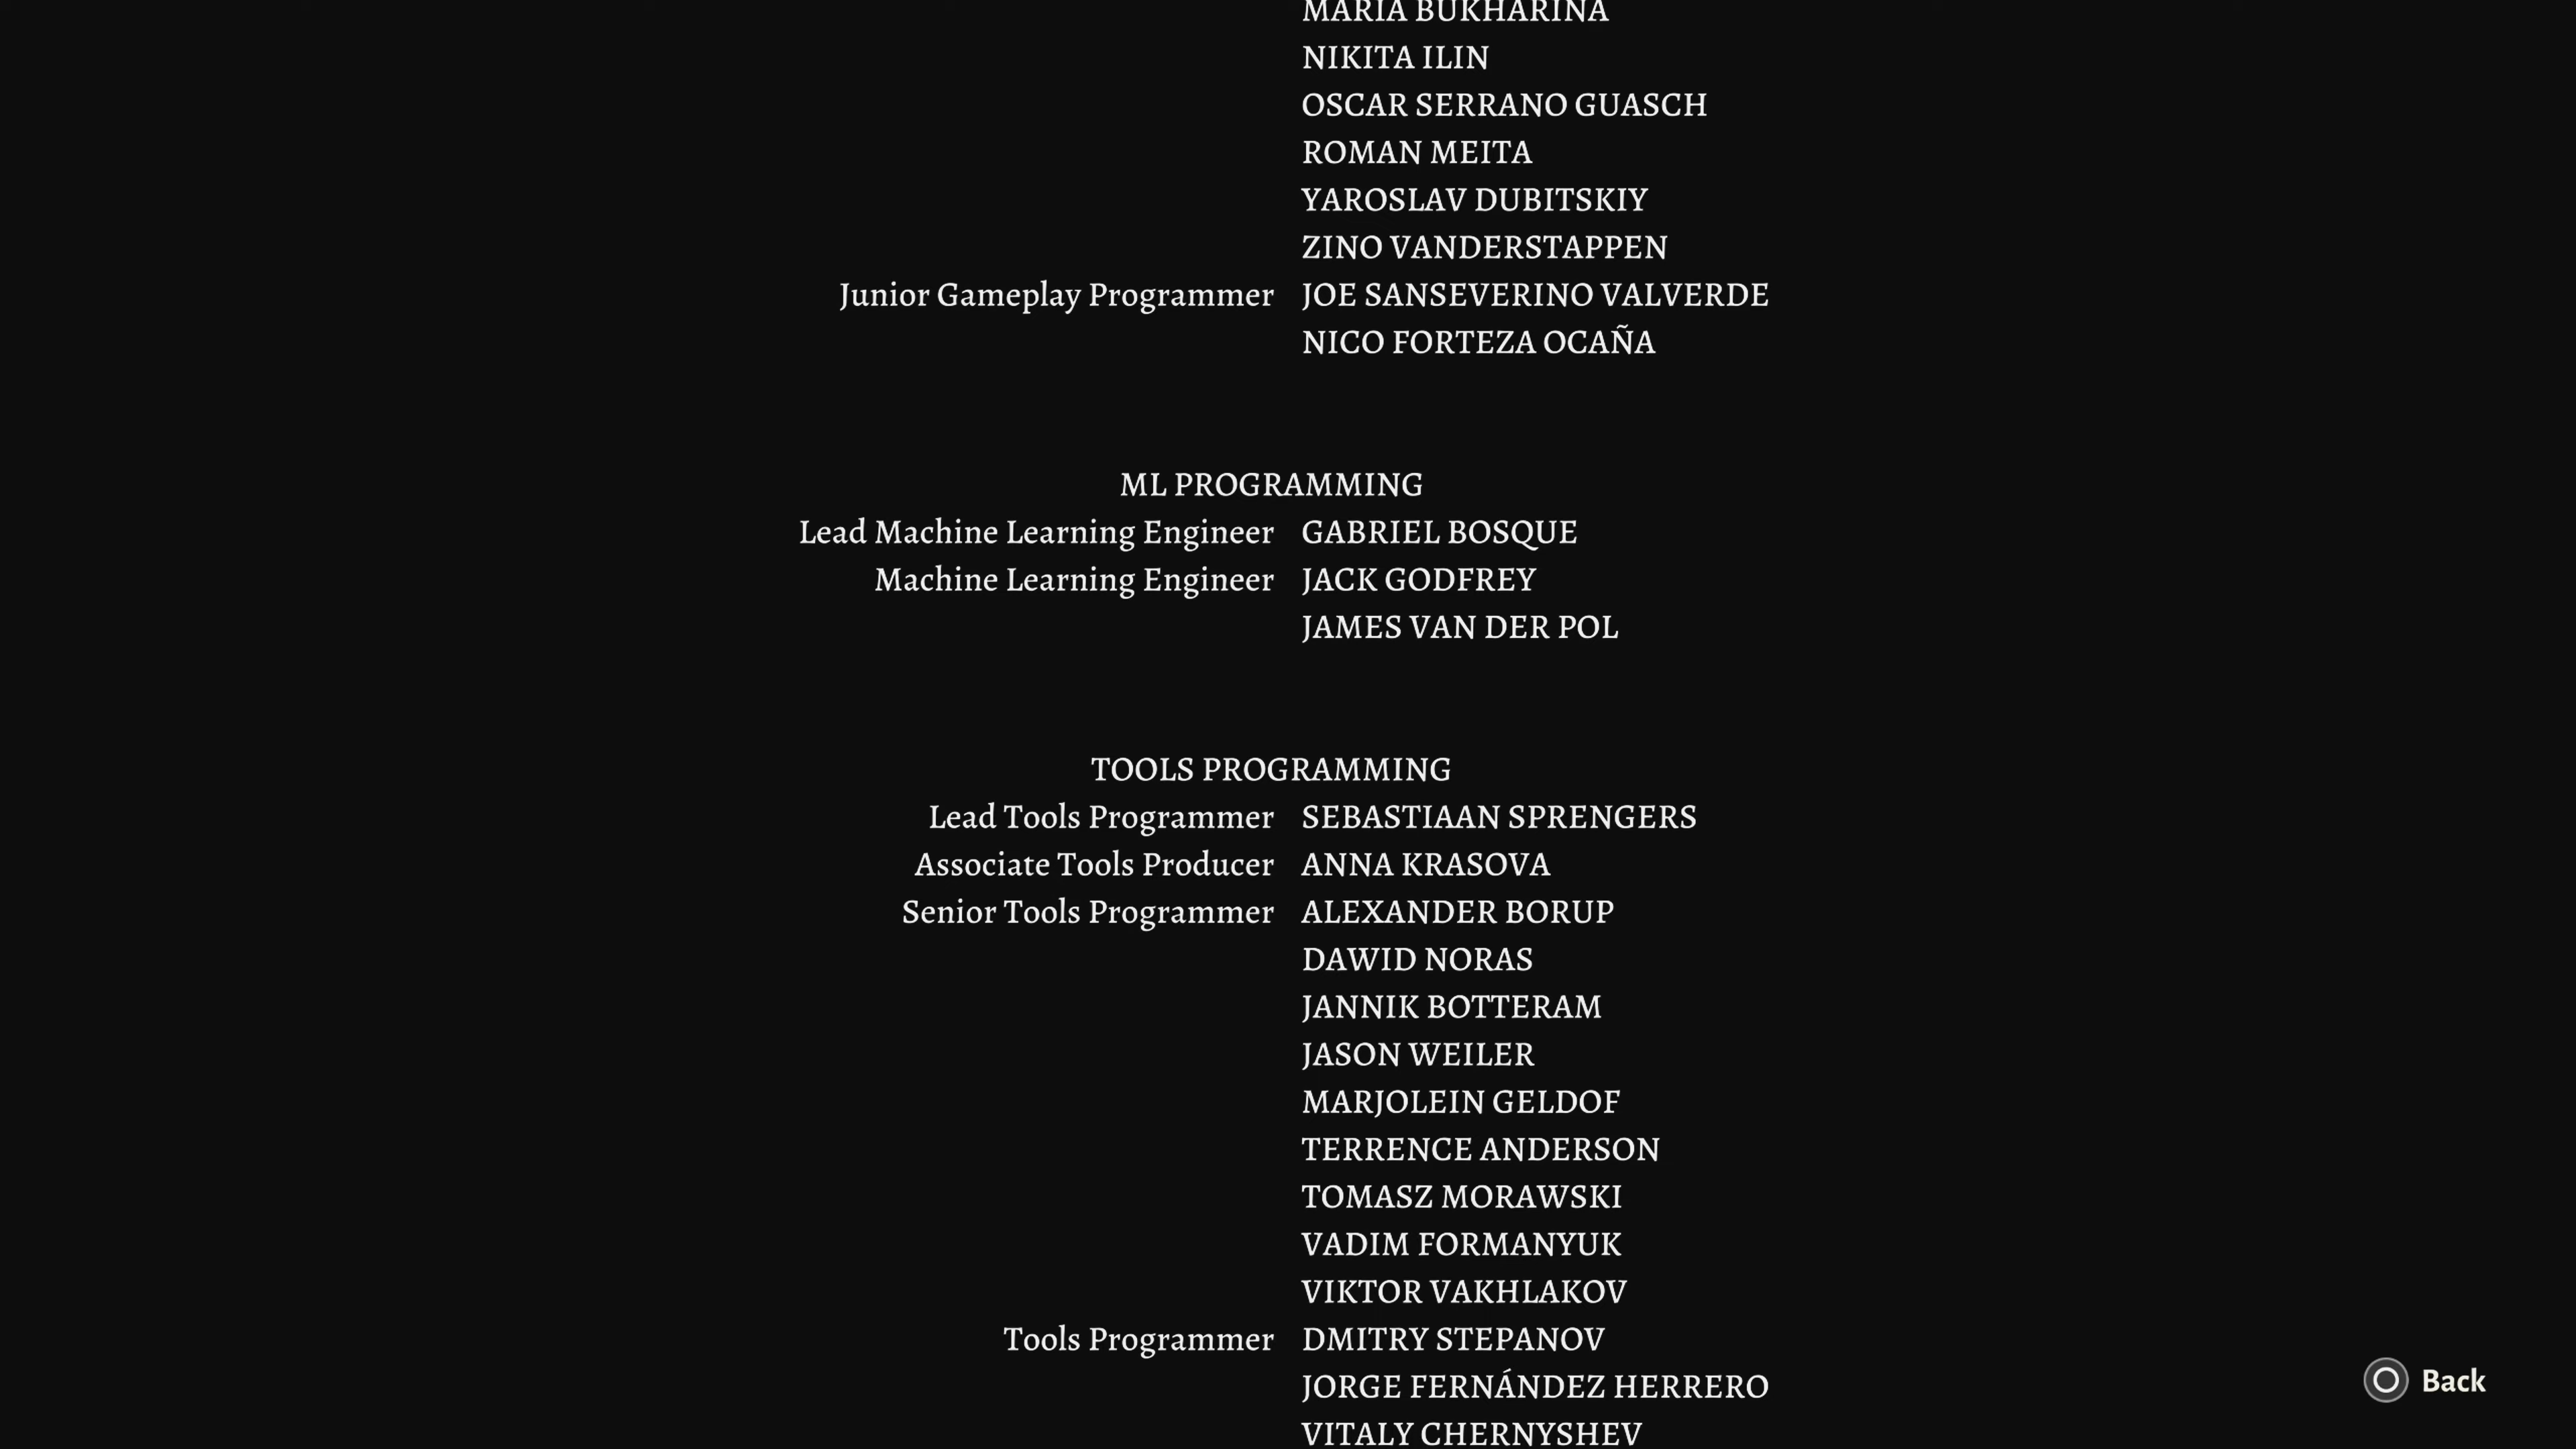 MARIA BUKHARINA
NIKITA ILIN
OSCAR SERRANO GUASCH
ROMAN MEITA
YAROSLAV DUBITSKIY
ZINO VANDERSTAPPEN
Junior Gameplay Programmer JOE SANSEVERINO VALVERDE
NICO FORTEZA OCAÑA
ML PROGRAMMING
Lead Machine Learning Engineer GABRIEL BOSQUE
Machine Learning Engineer JACK GODFREY
JAMES VAN DER POL
TOOLS PROGRAMMING
Lead Tools Programmer SEBASTIAAN SPRENGERS
Associate Tools Producer ANNA KRASOVA
Senior Tools Programmer ALEXANDER BORUP
DAWID NORAS
JANNIK BOTTERAM
JASON WEILER
MARJOLEIN GELDOF
TERRENCE ANDERSON
TOMASZ MORAWSKI
VADIM FORMANYUK
VIKTOR VAKHLAKOV
Tools Programmer DMITRY STEPANOV
JORGE FERNÁNDEZ HERRERO
VITALY CHERNYSHEV
Back